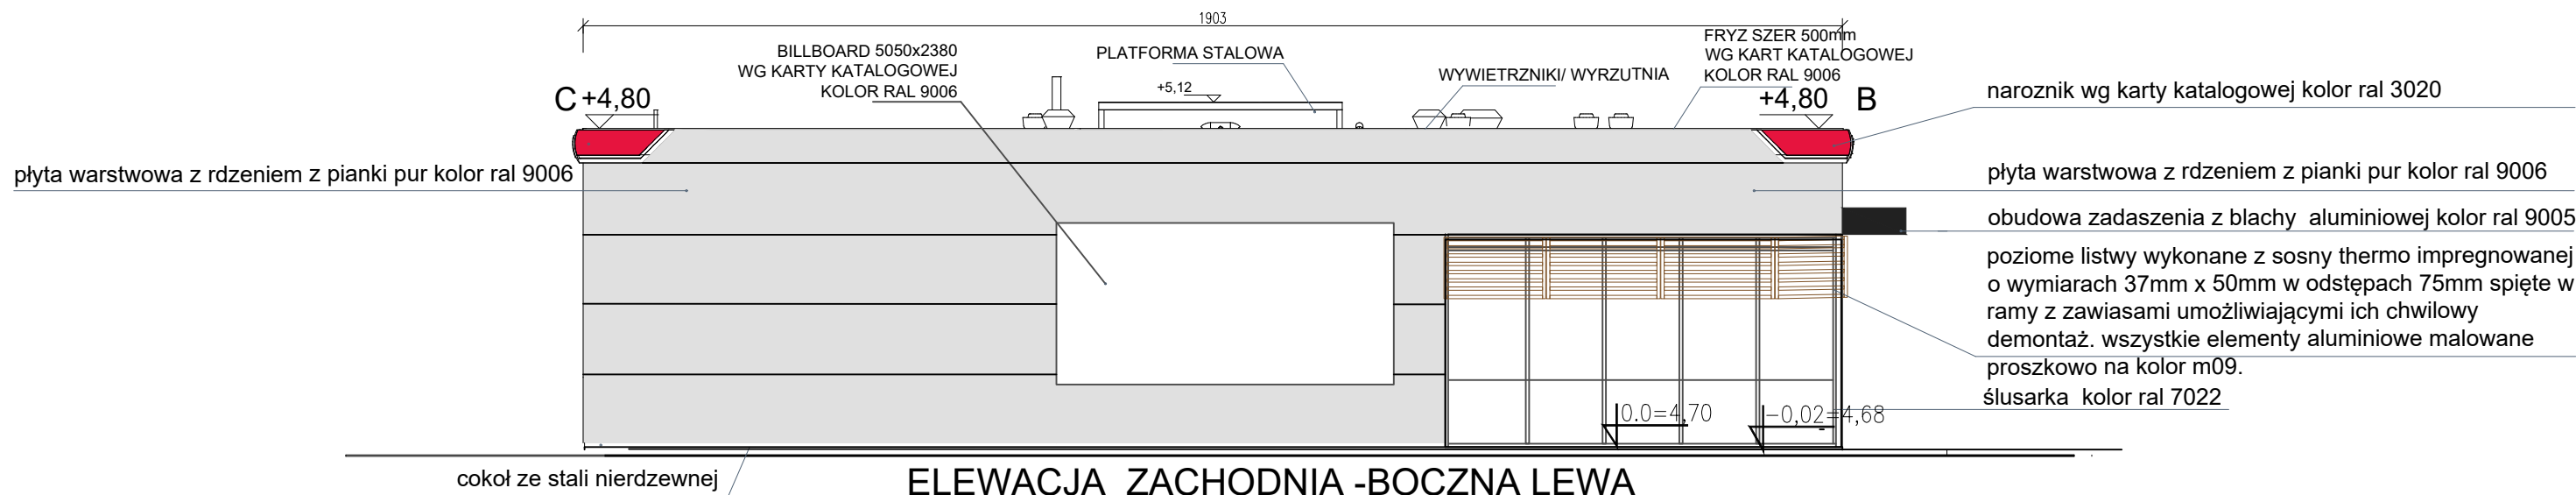 1903
BILLBOARD 5050x2380
WG KARTY KATALOGOWEJ
KOLOR RAL 9006
PLATFORMA STALOWA
+5,12
WYWIETRZNIKI/ WYRZUTNIA
FRYZ SZER 500mm
WG KART KATALOGOWEJ
KOLOR RAL 9006
C +4,80
+4,80 B
naroznik wg karty katalogowej kolor ral 3020
płyta warstwowa z rdzeniem z pianki pur kolor ral 9006
płyta warstwowa z rdzeniem z pianki pur kolor ral 9006
obudowa zadaszenia z blachy aluminiowej kolor ral 9005
poziome listwy wykonane z sosny thermo impregnowanej
o wymiarach 37mm x 50mm w odstępach 75mm spięte w
ramy z zawiasami umożliwiającymi ich chwilowy
demontaż. wszystkie elementy aluminiowe malowane
proszkowo na kolor m09.
ślusarka kolor ral 7022
0.0=4,70
-0,02=4,68
cokoł ze stali nierdzewnej
ELEWACJA ZACHODNIA -BOCZNA LEWA